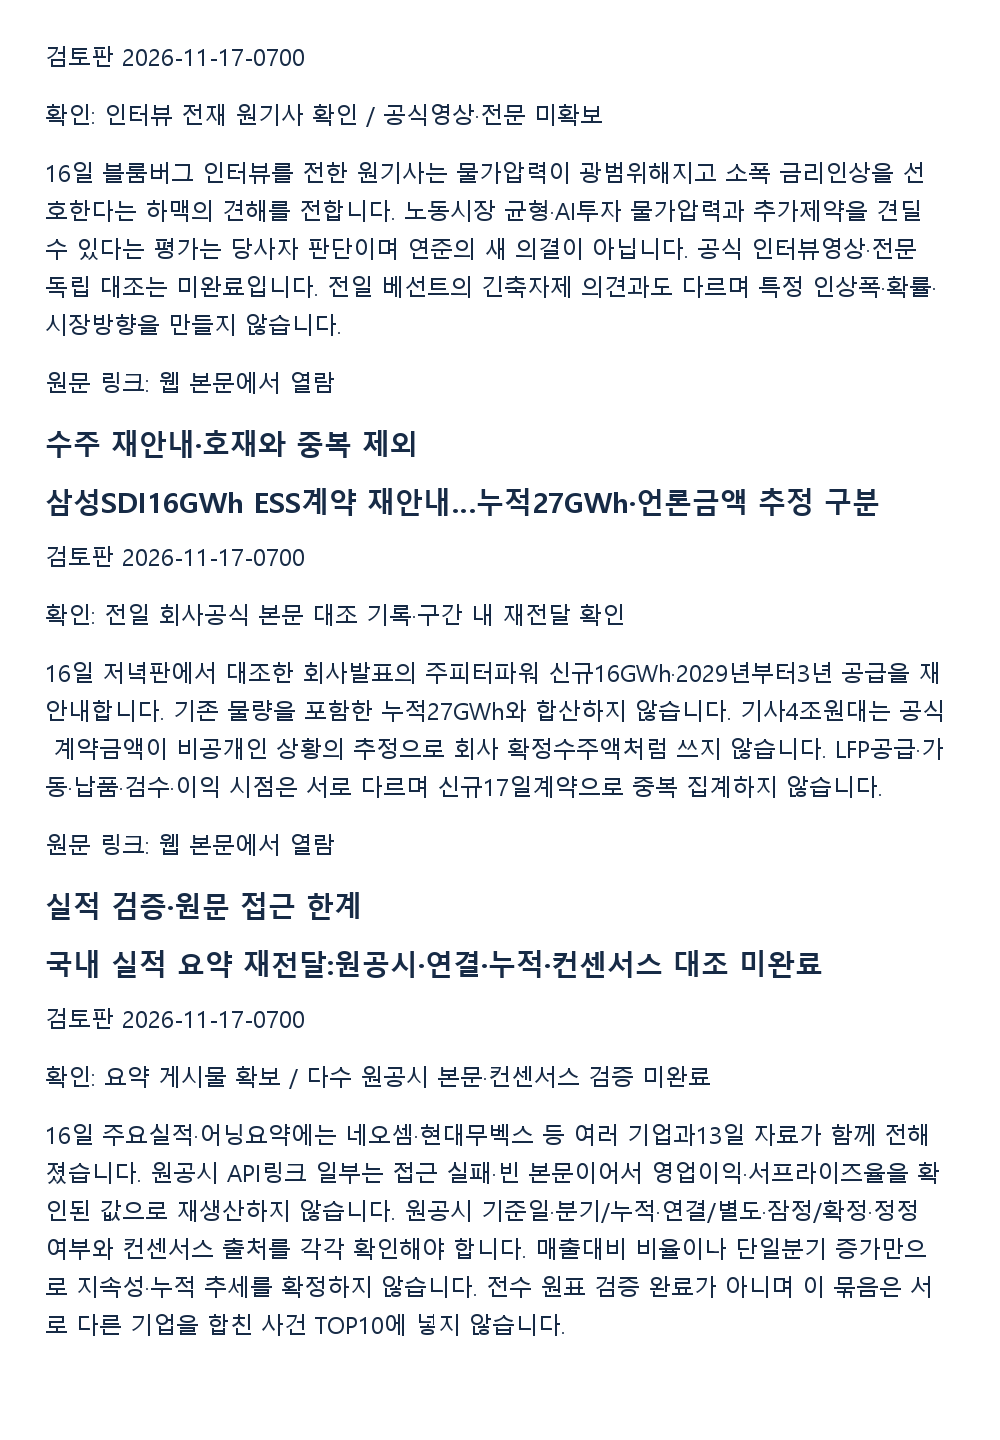 검토판 2026-11-17-0700
확인: 인터뷰 전재 원기사 확인 / 공식영상·전문 미확보
16일 블룸버그 인터뷰를 전한 원기사는 물가압력이 광범위해지고 소폭 금리인상을 선
호한다는 하맥의 견해를 전합니다. 노동시장 균형·AI투자 물가압력과 추가제약을 견딜
수 있다는 평가는 당사자 판단이며 연준의 새 의결이 아닙니다. 공식 인터뷰영상·전문
독립 대조는 미완료입니다. 전일 베선트의 긴축자제 의견과도 다르며 특정 인상폭·확률·
시장방향을 만들지 않습니다.
원문 링크: 웹 본문에서 열람
수주 재안내·호재와 중복 제외
삼성SDI16GWh ESS계약 재안내…누적27GWh·언론금액 추정 구분
검토판 2026-11-17-0700
확인: 전일 회사공식 본문 대조 기록·구간 내 재전달 확인
16일 저녁판에서 대조한 회사발표의 주피터파워 신규16GWh·2029년부터3년 공급을 재
안내합니다. 기존 물량을 포함한 누적27GWh와 합산하지 않습니다. 기사4조원대는 공식
계약금액이 비공개인 상황의 추정으로 회사 확정수주액처럼 쓰지 않습니다. LFP공급·가
동·납품·검수·이익 시점은 서로 다르며 신규17일계약으로 중복 집계하지 않습니다.
원문 링크: 웹 본문에서 열람
실적 검증·원문 접근 한계
국내 실적 요약 재전달:원공시·연결·누적·컨센서스 대조 미완료
검토판 2026-11-17-0700
확인: 요약 게시물 확보 / 다수 원공시 본문·컨센서스 검증 미완료
16일 주요실적·어닝요약에는 네오셈·현대무벡스 등 여러 기업과13일 자료가 함께 전해
졌습니다. 원공시 API링크 일부는 접근 실패·빈 본문이어서 영업이익·서프라이즈율을 확
인된 값으로 재생산하지 않습니다. 원공시 기준일·분기/누적·연결/별도·잠정/확정·정정
여부와 컨센서스 출처를 각각 확인해야 합니다. 매출대비 비율이나 단일분기 증가만으
로 지속성·누적 추세를 확정하지 않습니다. 전수 원표 검증 완료가 아니며 이 묶음은 서
로 다른 기업을 합친 사건 TOP10에 넣지 않습니다.